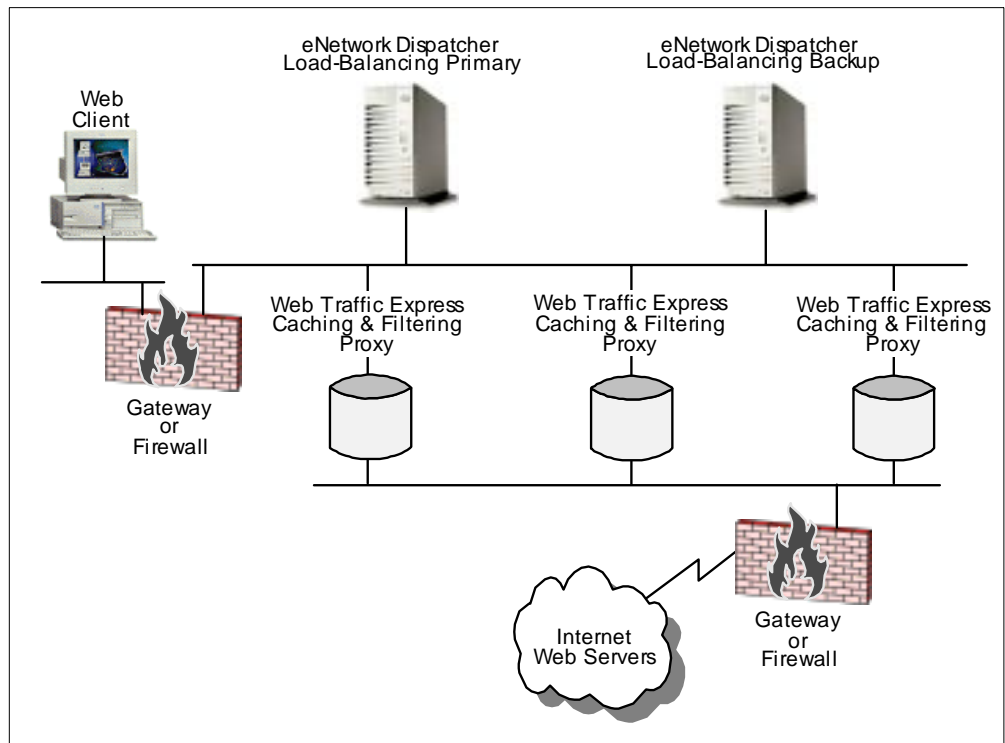 eNetwork Dispatcher
Load-Balancing Primary
eNetwork Dispatcher
Load-Balancing Backup
Web
Client
Web Traffic Express
Caching & Filtering
Proxy
Web Traffic Express
Caching & Filtering
Proxy
Web Traffic Express
Caching & Filtering
Proxy
Gateway
or
Firewall
Internet
Web Servers
Gateway
or
Firewall